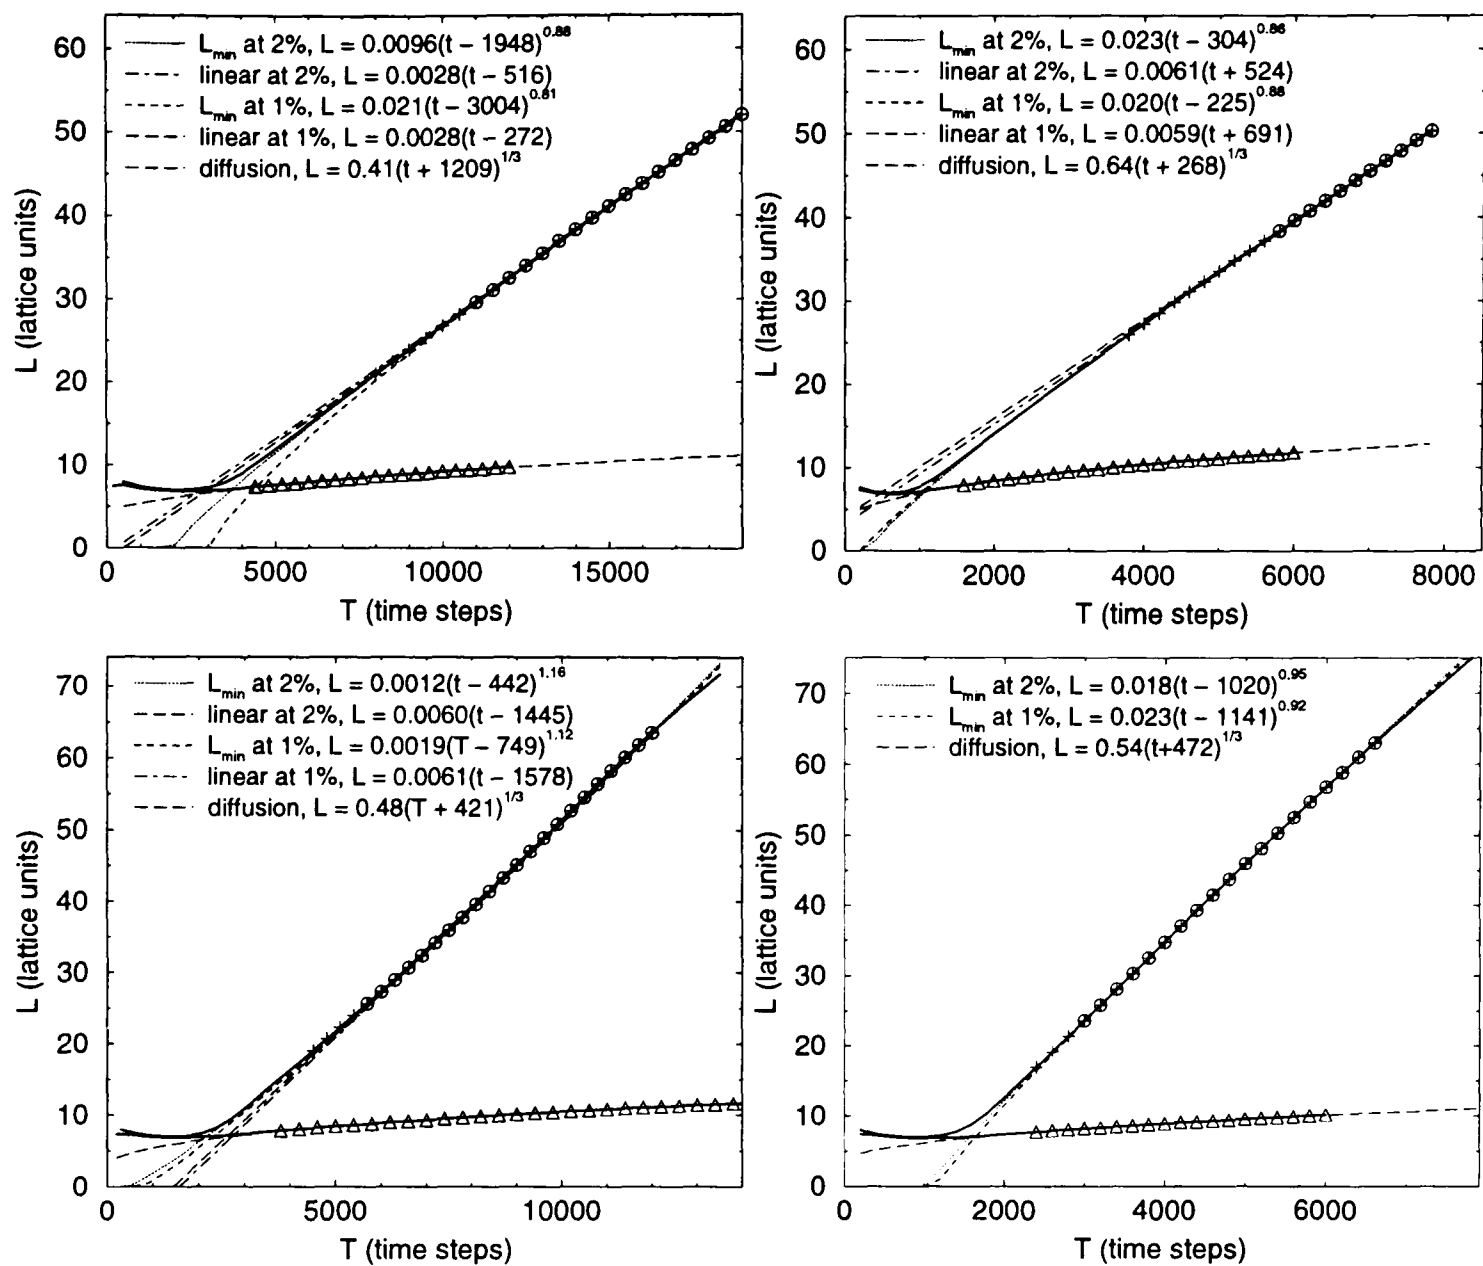 L_min at 2%, L = 0.0096(t – 1948)^0.88
linear at 2%, L = 0.0028(t – 516)
L_min at 1%, L = 0.021(t – 3004)^0.81
linear at 1%, L = 0.0028(t – 272)
diffusion, L = 0.41(t + 1209)^1/3
60
50
40
30
20
10
0
L (lattice units)
0 5000 10000 15000
T (time steps)
L_min at 2%, L = 0.023(t – 304)^0.86
linear at 2%, L = 0.0061(t + 524)
L_min at 1%, L = 0.020(t – 225)^0.88
linear at 1%, L = 0.0059(t + 691)
diffusion, L = 0.64(t + 268)^1/3
60
50
40
30
20
10
0
L (lattice units)
0 2000 4000 6000 8000
T (time steps)
L_min at 2%, L = 0.0012(t – 442)^1.16
linear at 2%, L = 0.0060(t – 1445)
L_min at 1%, L = 0.0019(T – 749)^1.12
linear at 1%, L = 0.0061(t – 1578)
diffusion, L = 0.48(T + 421)^1/3
70
60
50
40
30
20
10
0
L (lattice units)
0 5000 10000
T (time steps)
L_min at 2%, L = 0.018(t – 1020)^0.95
L_min at 1%, L = 0.023(t – 1141)^0.92
diffusion, L = 0.54(t+472)^1/3
70
60
50
40
30
20
10
0
L (lattice units)
0 2000 4000 6000
T (time steps)